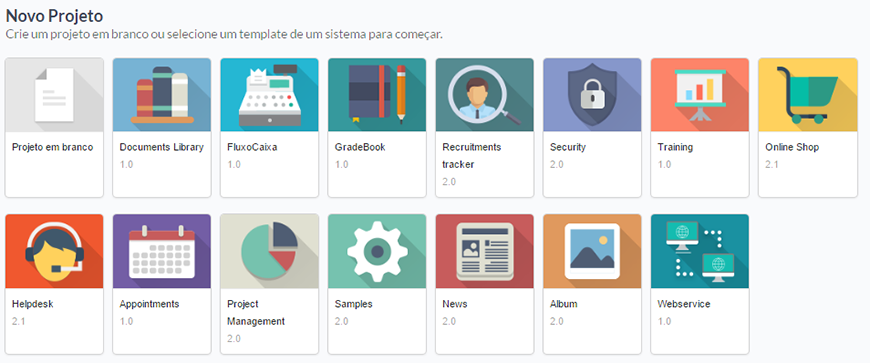 Novo Projeto
Crie um projeto em branco ou selecione um template de um sistema para começar.
Projeto em branco
Documents Library
1.0
FluxoCaixa
1.0
GradeBook
1.0
Recruitments
tracker
2.0
Security
2.0
Training
1.0
Online Shop
2.1
Helpdesk
2.1
Appointments
1.0
Project
Management
2.0
Samples
2.0
News
2.0
Album
2.0
Webservice
1.0